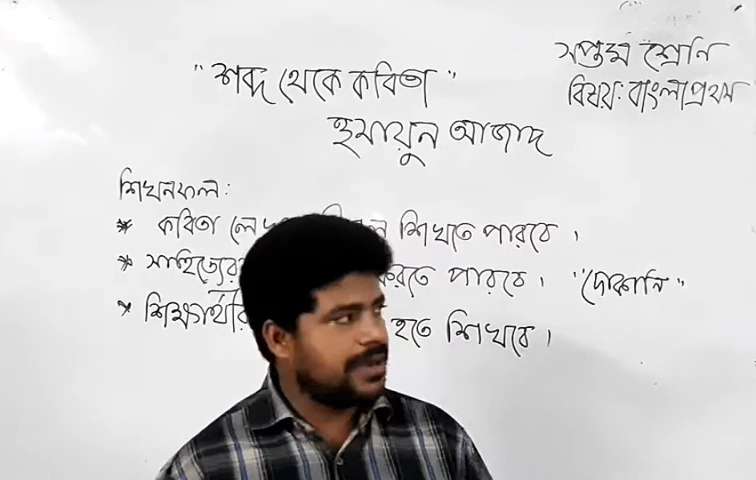 সপ্তম শ্রেণি
বিষয়: বাংলা প্রথম
"শব্দ থেকে কবিতা"
হুমায়ুন আজাদ
শিখনফল:
* কবিতা শিখতে পারবে।
* সাহিত্যের করতে পারবে। "দোকানি"
* হতে শিখবে।